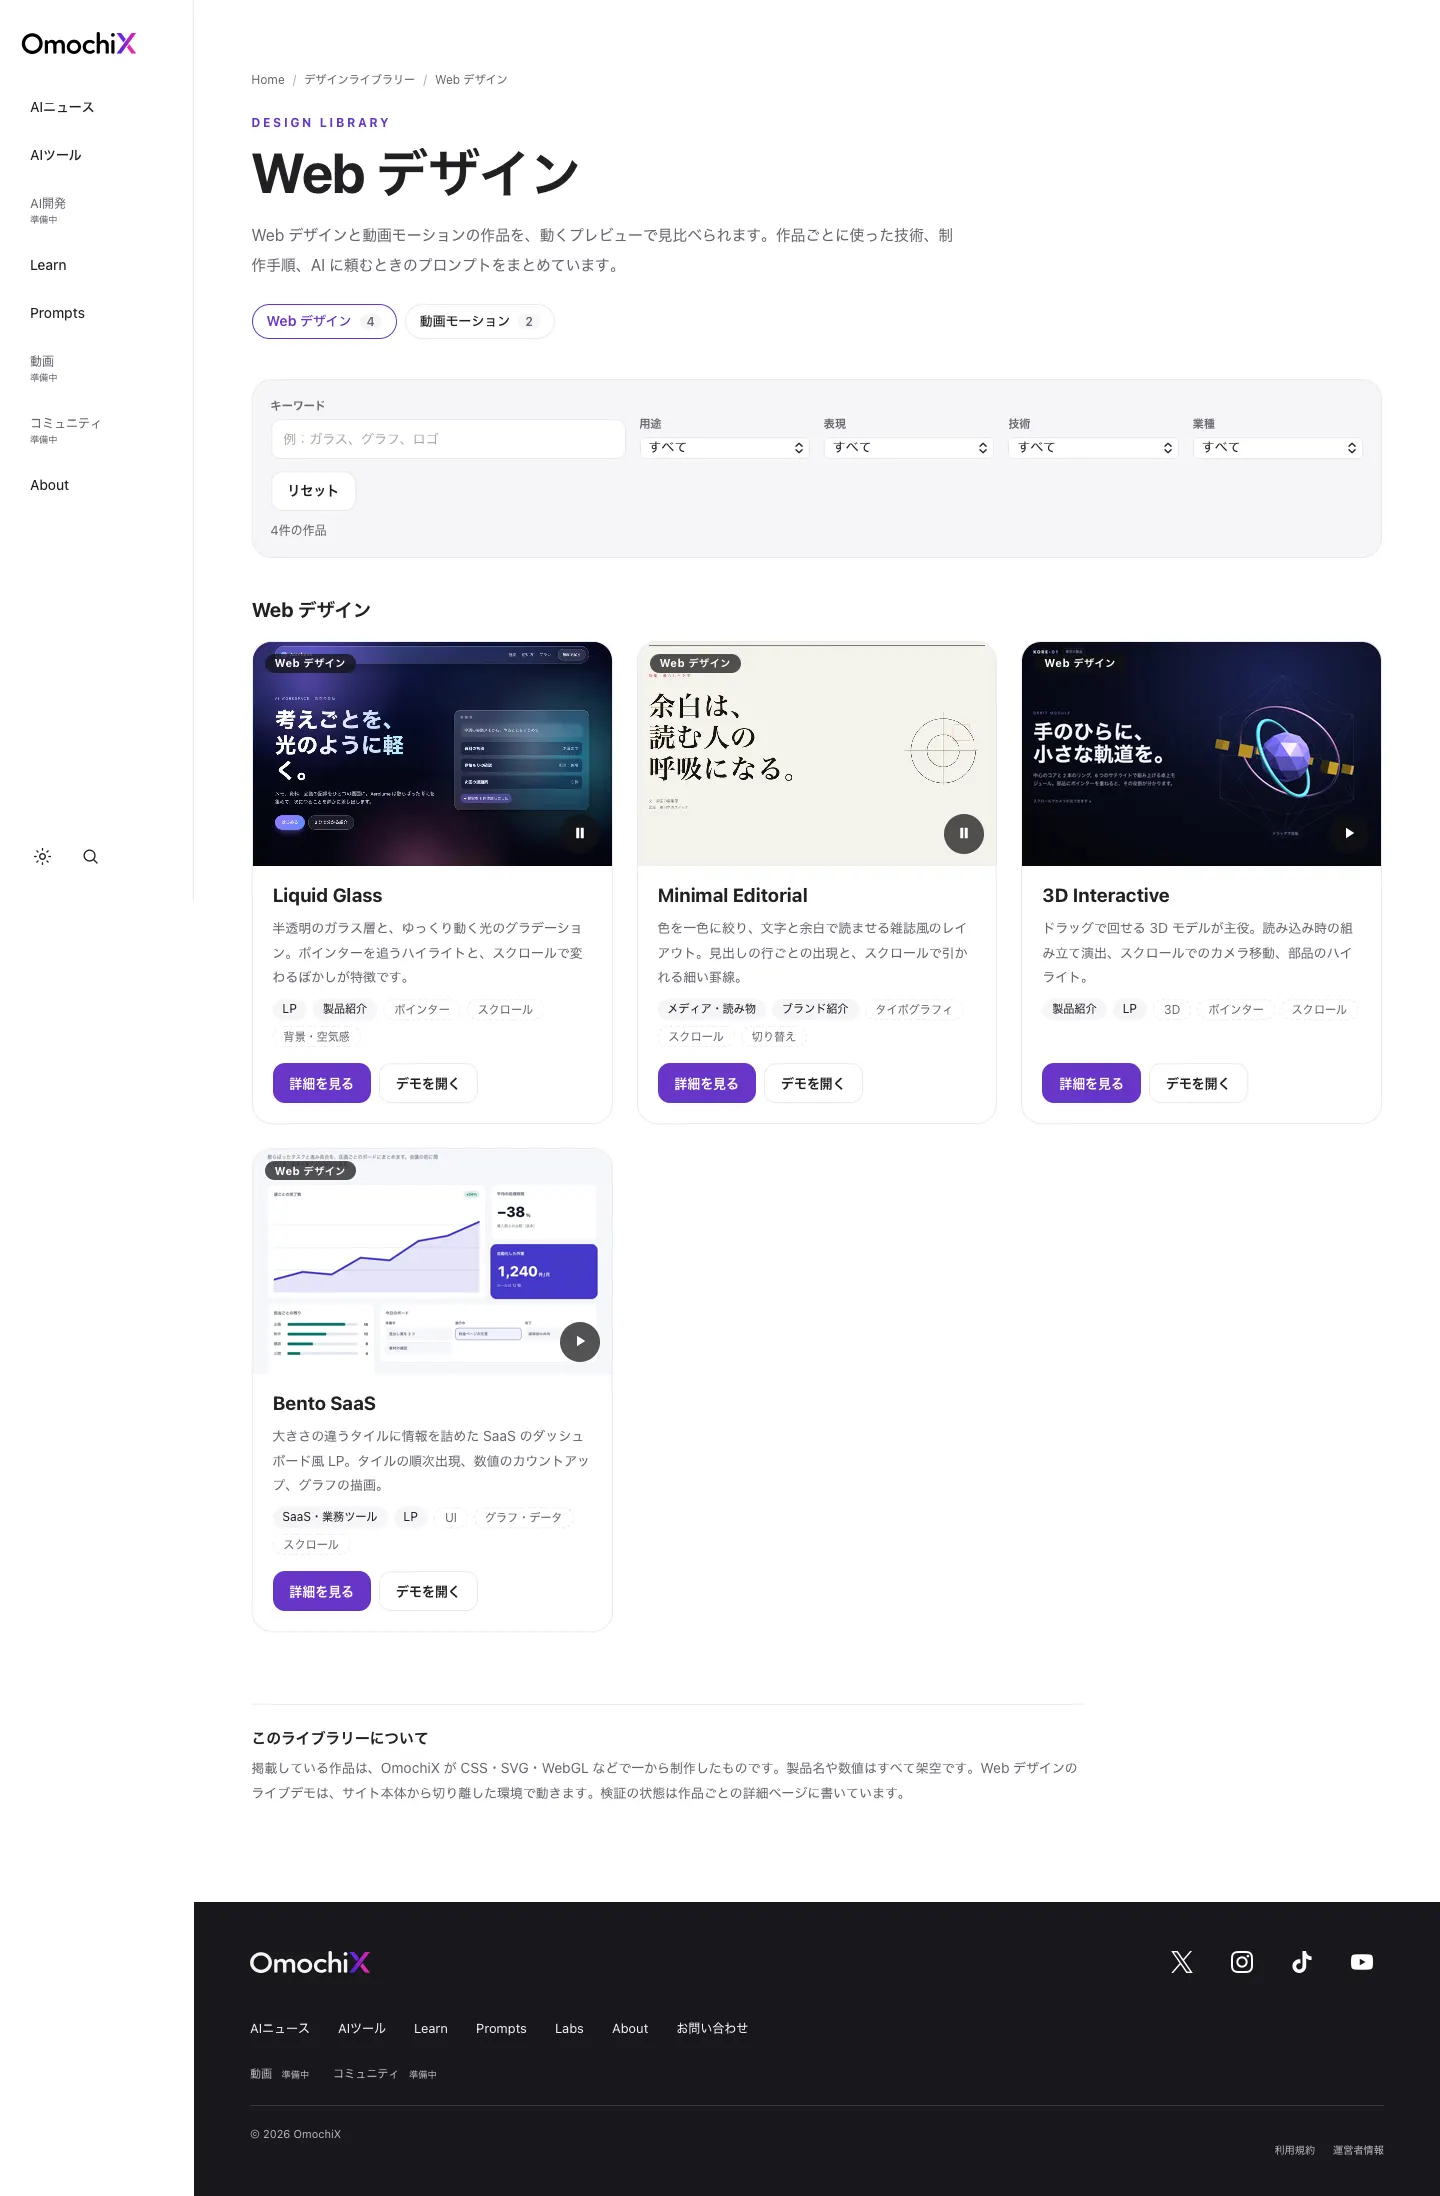 OmochiX
AIニュース
AIツール
AI開発
準備中
Learn
Prompts
動画
準備中
コミュニティ
準備中
About
Home / デザインライブラリー / Web デザイン
DESIGN LIBRARY
Web デザイン
Web デザインと動画モーションの作品を、動くプレビューで見比べられます。作品ごとに使った技術、制
作手順、AI に頼むときのプロンプトをまとめています。
Web デザイン 4 動画モーション 2
キーワード
例：ガラス、グラフ、ロゴ
用途 表現 技術 業種
すべて すべて すべて すべて
リセット
4件の作品
Web デザイン
Web デザイン
考えごとを、
光のように軽
く。
Liquid Glass
半透明のガラス層と、ゆっくり動く光のグラデーショ
ン。ポインターを追うハイライトと、スクロールで変
わるぼかしが特徴です。
LP 製品紹介 ポインター スクロール
背景・空気感
詳細を見る デモを開く
Web デザイン
余白は、
読む人の
呼吸になる。
Minimal Editorial
色を一色に絞り、文字と余白で読ませる雑誌風のレイ
アウト。見出しの行ごとの出現と、スクロールで引か
れる細い罫線。
メディア・読み物 ブランド紹介 タイポグラフィ
スクロール 切り替え
詳細を見る デモを開く
KORE-01
Web デザイン
ORBIT MODULE
手のひらに、
小さな軌道を。
3D Interactive
ドラッグで回せる 3D モデルが主役。読み込み時の組
み立て演出、スクロールでのカメラ移動、部品のハイ
ライト。
製品紹介 LP 3D ポインター スクロール
詳細を見る デモを開く
Web デザイン
−38%
1,240件/月
今日のボード
Bento SaaS
大きさの違うタイルに情報を詰めた SaaS のダッシュ
ボード風 LP。タイルの順次出現、数値のカウントアッ
プ、グラフの描画。
SaaS・業務ツール LP UI グラフ・データ
スクロール
詳細を見る デモを開く
このライブラリーについて
掲載している作品は、OmochiX が CSS・SVG・WebGL などで一から制作したものです。製品名や数値はすべて架空です。Web デザインの
ライブデモは、サイト本体から切り離した環境で動きます。検証の状態は作品ごとの詳細ページに書いています。
OmochiX
AIニュース AIツール Learn Prompts Labs About お問い合わせ
動画 準備中 コミュニティ 準備中
© 2026 OmochiX
利用規約 運営者情報